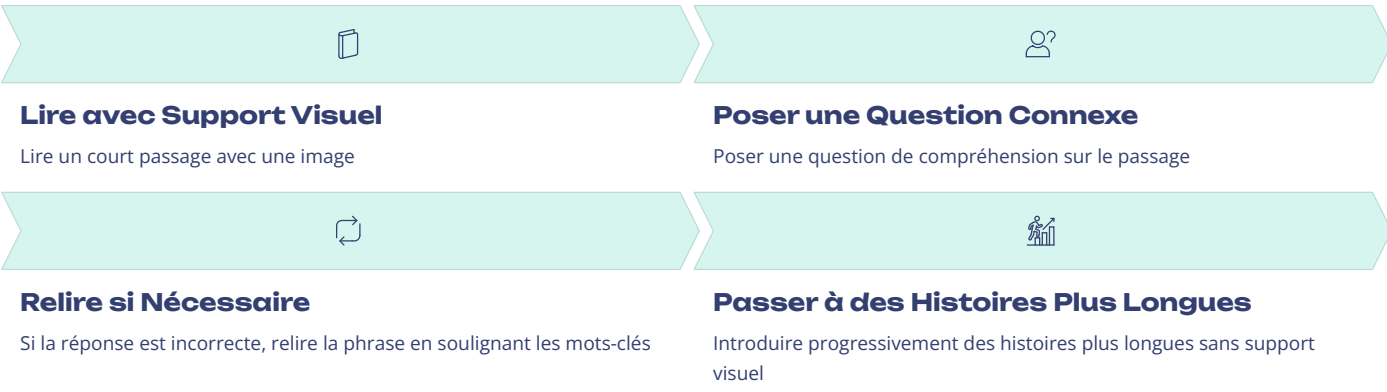 Lire avec Support Visuel
Lire un court passage avec une image
Poser une Question Connexe
Poser une question de compréhension sur le passage
Relire si Nécessaire
Si la réponse est incorrecte, relire la phrase en soulignant les mots-clés
Passer à des Histoires Plus Longues
Introduire progressivement des histoires plus longues sans support
visuel